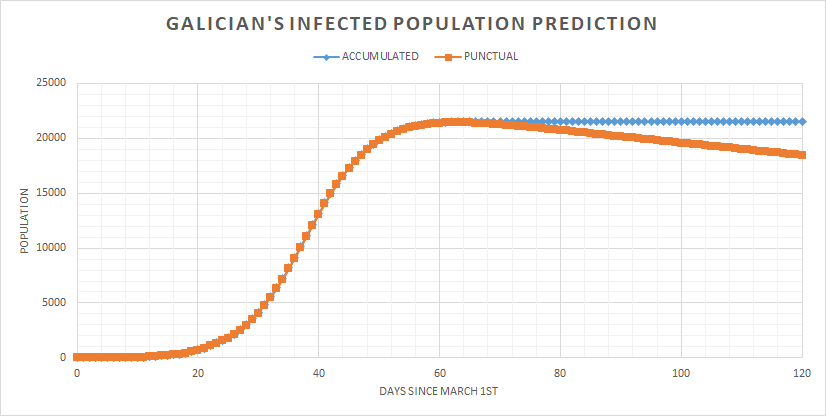 GALICIAN'S INFECTED POPULATION PREDICTION
ACCUMULATED PUNCTUAL
25000
20000
15000
10000
5000
0
POPULATION
0 20 40 60 80 100 120
DAYS SINCE MARCH 1ST